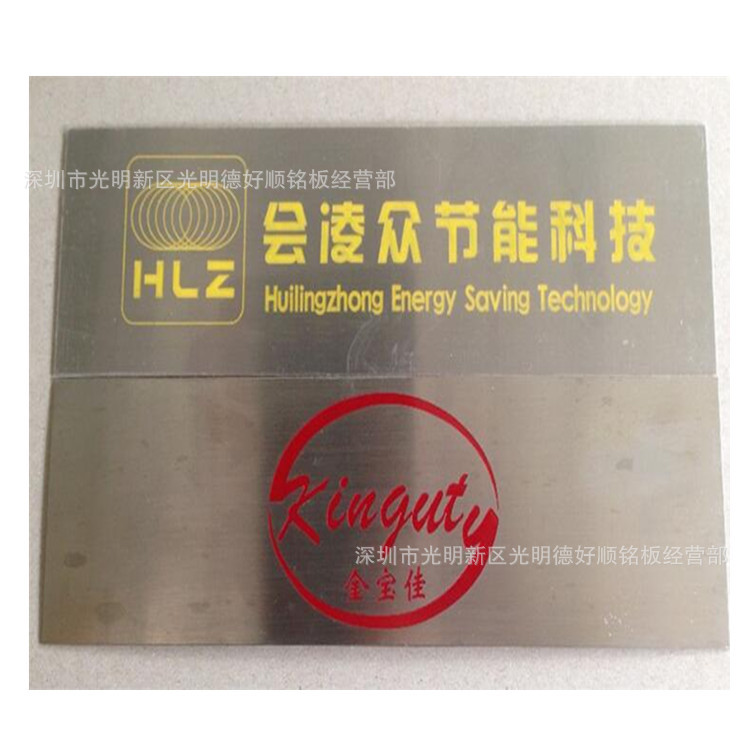 深圳市光明新区光明德好顺铭板经营部
会凌众节能科技
HLZ
Huilingzhong Energy Saving Technology
Kinguty
深圳市光明新区光明德好顺铭板经营部
金宝佳